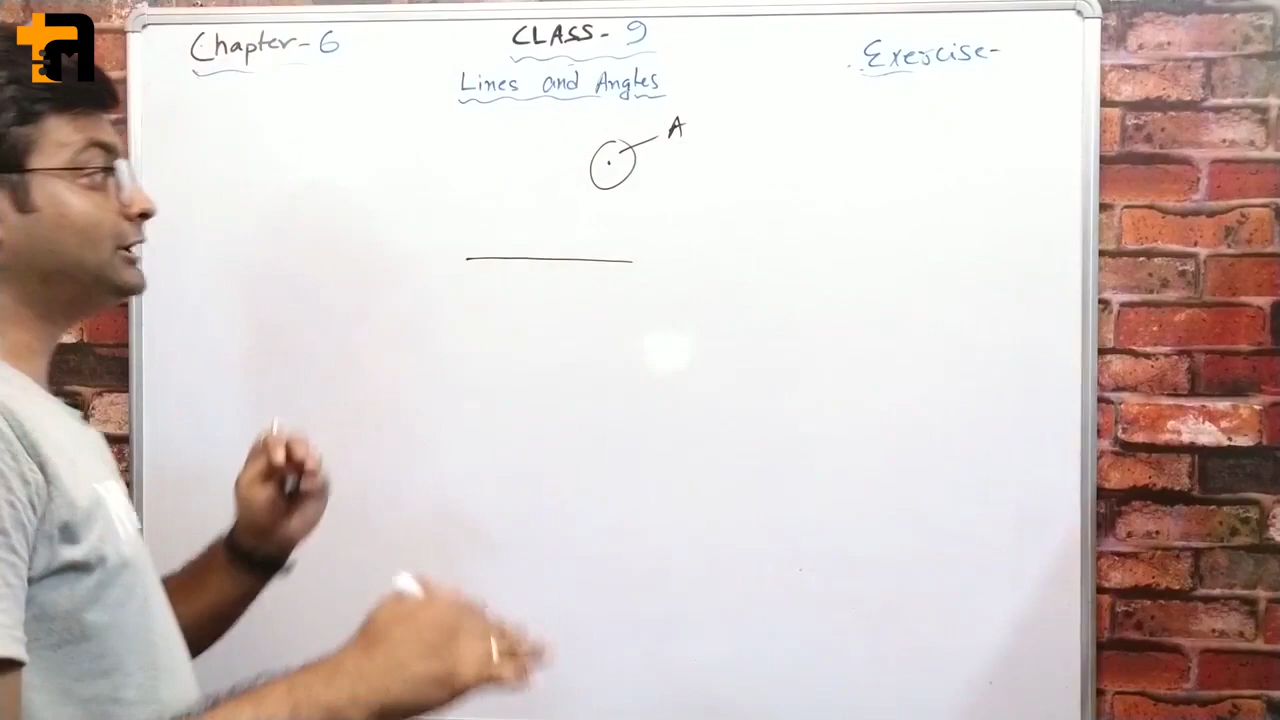 Chapter-6
CLASS-9
Exercise-
Lines and Angles
A